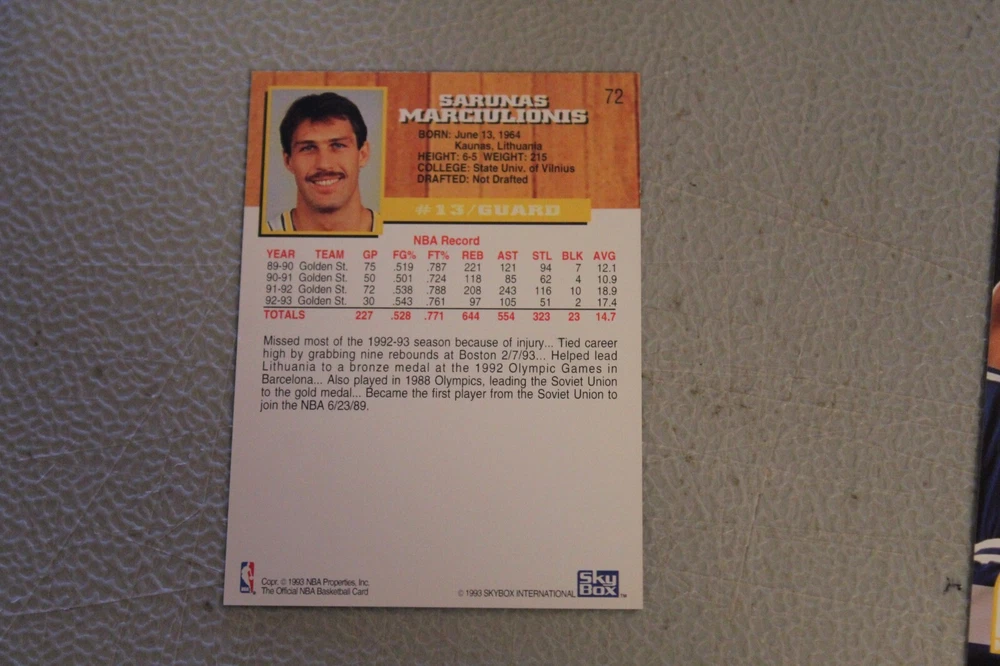 72
SARUNAS
MARCIULIONIS
BORN: June 13, 1964
Kaunas, Lithuania
HEIGHT: 6-5 WEIGHT: 215
COLLEGE: State Univ. of Vilnius
DRAFTED: Not Drafted
#13/GUARD
NBA Record
YEAR TEAM GP FG% FT% REB AST STL BLK AVG
89-90 Golden St. 75 .519 .787 221 121 94 7 12.1
90-91 Golden St. 50 .501 .724 118 85 62 4 10.9
91-92 Golden St. 72 .538 .788 208 243 116 10 18.9
92-93 Golden St. 30 .543 .761 97 105 51 2 17.4
TOTALS 227 .528 .771 644 554 323 23 14.7
Missed most of the 1992-93 season because of injury... Tied career
high by grabbing nine rebounds at Boston 2/7/93... Helped lead
Lithuania to a bronze medal at the 1992 Olympic Games in
Barcelona... Also played in 1988 Olympics, leading the Soviet Union
to the gold medal... Became the first player from the Soviet Union to
join the NBA 6/23/89.
Copr. © 1993 NBA Properties, Inc.
The Official NBA Basketball Card
© 1993 SKYBOX INTERNATIONAL
Sky
Box
™